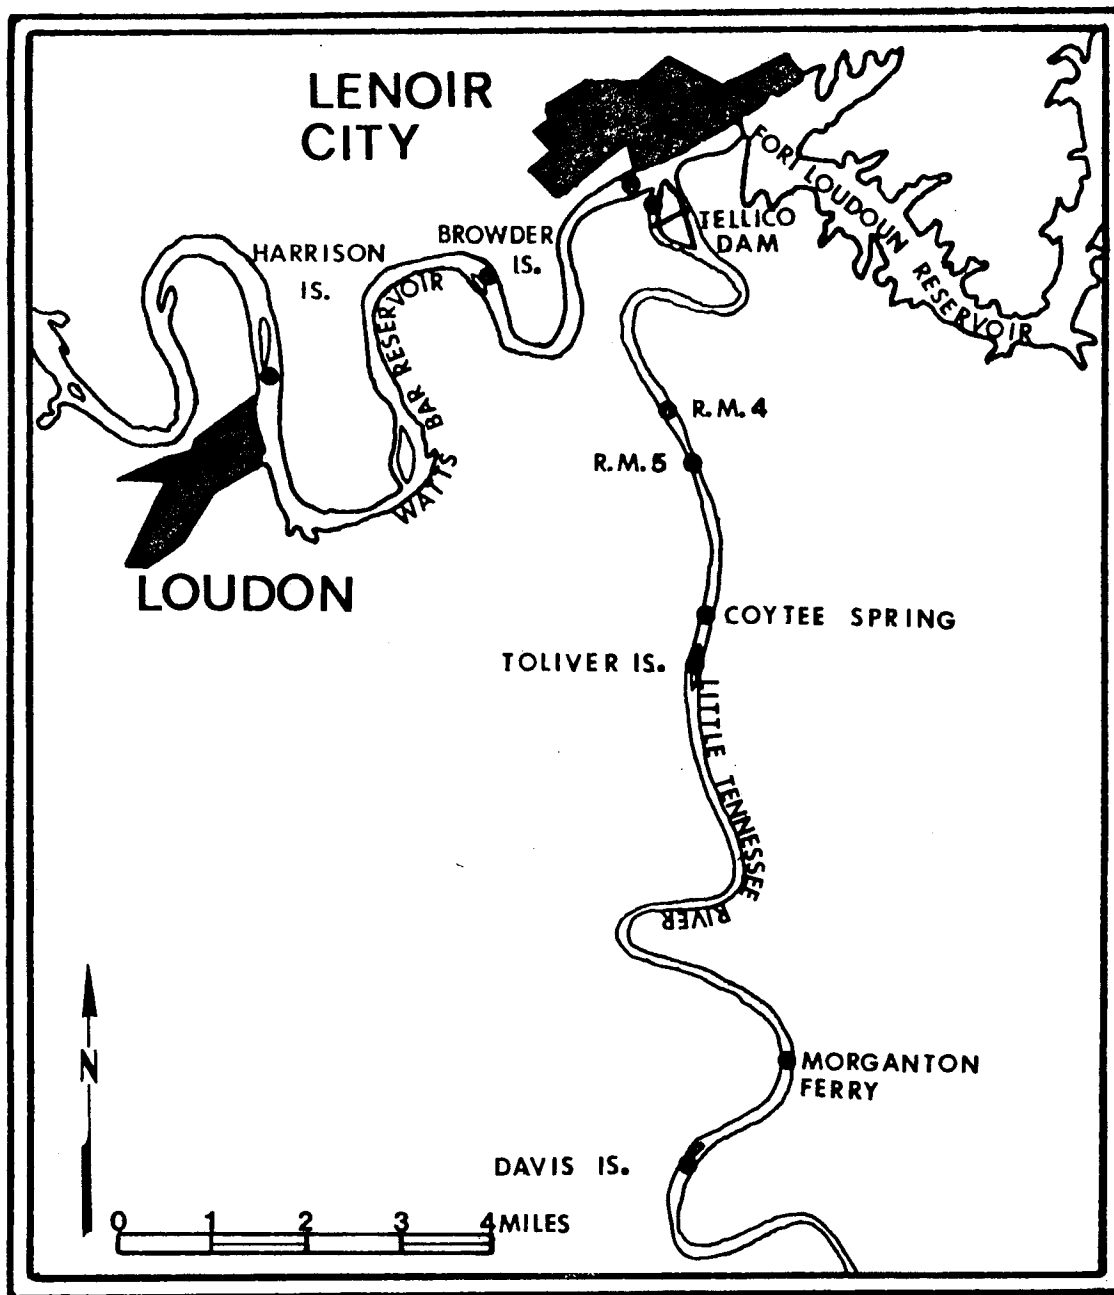 LENOIR
CITY
FORT LOUDOUN RESERVOIR
TELLICO
DAM
BROWDER
IS.
HARRISON
IS.
WATTS BAR RESERVOIR
R.M.4
R.M.5
LOUDON
COYTEE SPRING
TOLIVER IS.
LITTLE TENNESSEE
RIVER
N
MORGANTON
FERRY
DAVIS IS.
0 1 2 3 4 MILES